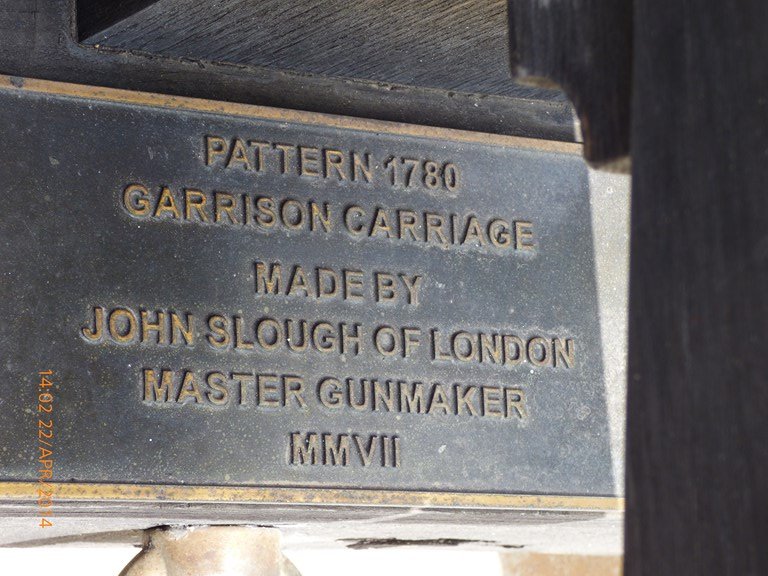 PATTERN 1780
GARRISON CARRIAGE
MADE BY
JOHN SLOUGH OF LONDON
MASTER GUNMAKER
MMVII
14:02 22/APR/2014